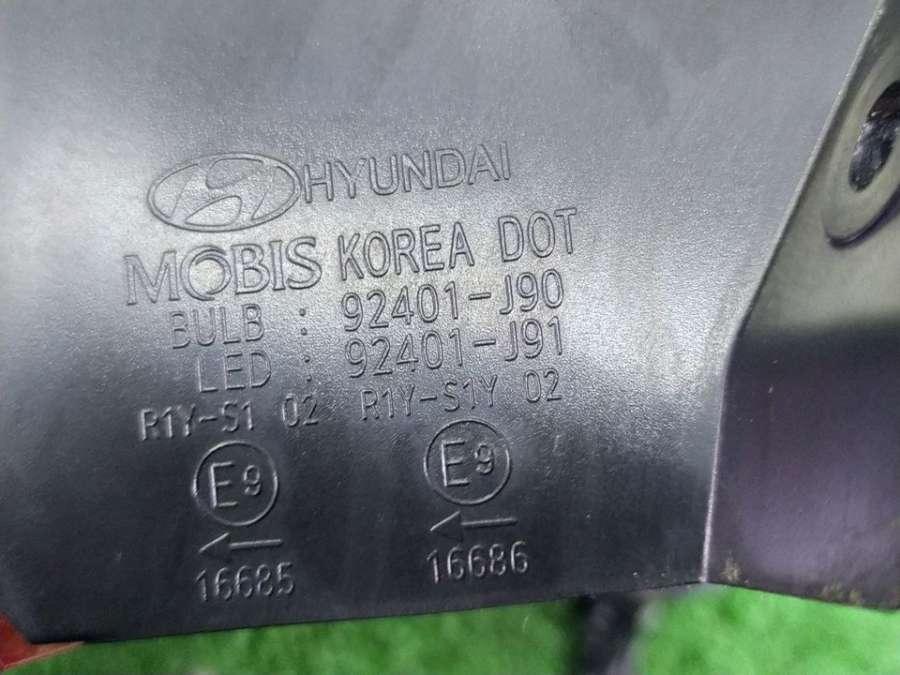 HYUNDAI
MOBIS KOREA DOT
BULB : 92401-J90
LED : 92401-J91
R1Y-S1 02 R1Y-S1Y 02
E9 E9
16685 16686